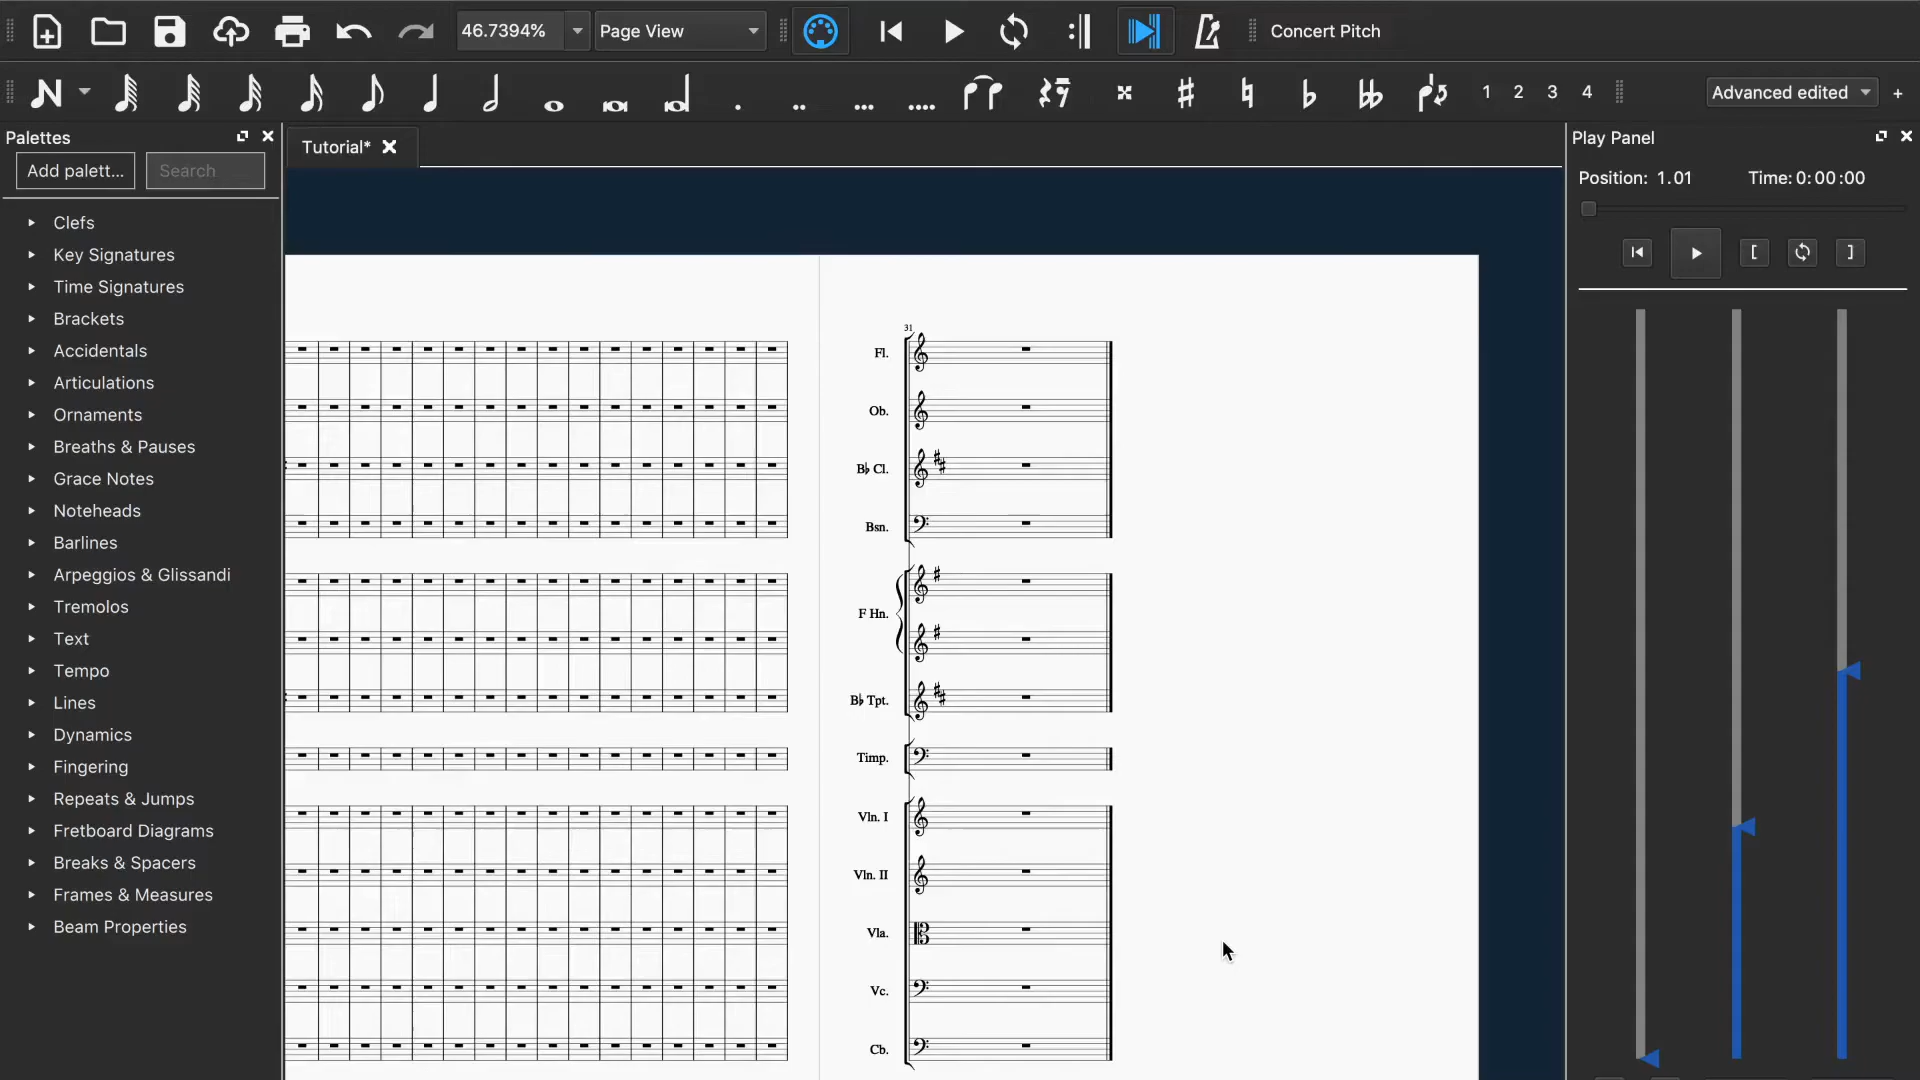 46.7394%
Page View
Concert Pitch
1 2 3 4
Advanced edited
+
Palettes
Add palett...
Search
Clefs
Key Signatures
Time Signatures
Brackets
Accidentals
Articulations
Ornaments
Breaths & Pauses
Grace Notes
Noteheads
Barlines
Arpeggios & Glissandi
Tremolos
Text
Tempo
Lines
Dynamics
Fingering
Repeats & Jumps
Fretboard Diagrams
Breaks & Spacers
Frames & Measures
Beam Properties
Tutorial*
31
Fl.
Ob.
B♭ Cl.
Bsn.
F Hn.
B♭ Tpt.
Timp.
Vln. I
Vln. II
Vla.
Vc.
Cb.
Play Panel
Position: 1.01 Time:0:00:00